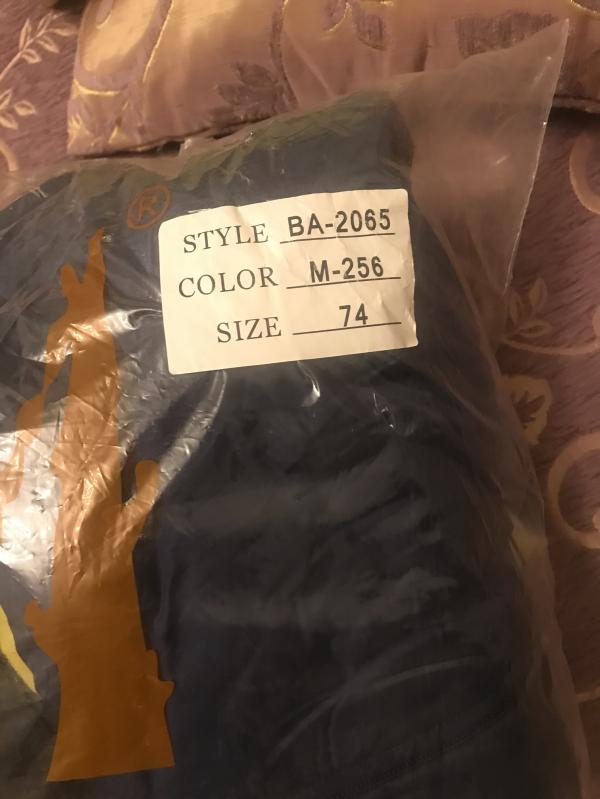 ®
STYLE BA-2065
COLOR M-256
SIZE 74